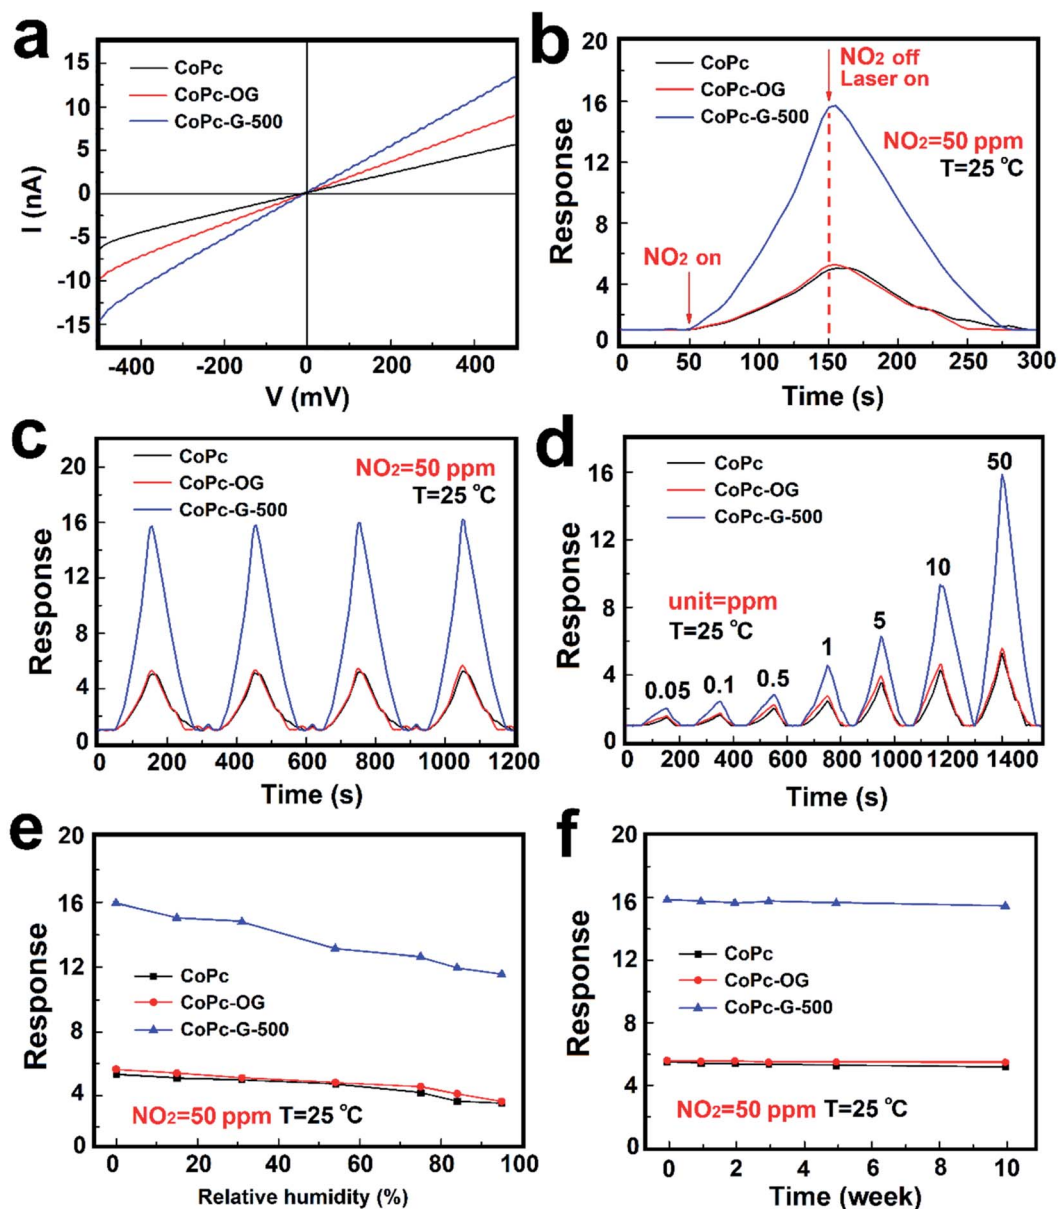 a
15
10
5
0
-5
-10
-15
I (nA)
CoPc
CoPc-OG
CoPc-G-500
-400 -200 0 200 400
V (mV)
b
20
16
12
8
4
0
Response
CoPc
CoPc-OG
CoPc-G-500
NO2 off
Laser on
NO2=50 ppm
T=25 °C
NO2 on
0 50 100 150 200 250 300
Time (s)
c
20
16
12
8
4
0
Response
CoPc
CoPc-OG
CoPc-G-500
NO2=50 ppm
T=25 °C
0 200 400 600 800 1000 1200
Time (s)
d
16
12
8
4
0
Response
CoPc
CoPc-OG
CoPc-G-500
unit=ppm
T=25 °C
0.05 0.1 0.5 1 5 10 50
0 200 400 600 800 1000 1200 1400
Time (s)
e
20
16
12
8
4
0
Response
CoPc
CoPc-OG
CoPc-G-500
NO2=50 ppm T=25 °C
0 20 40 60 80 100
Relative humidity (%)
f
20
16
12
8
4
0
Response
CoPc
CoPc-OG
CoPc-G-500
NO2=50 ppm T=25 °C
0 2 4 6 8 10
Time (week)